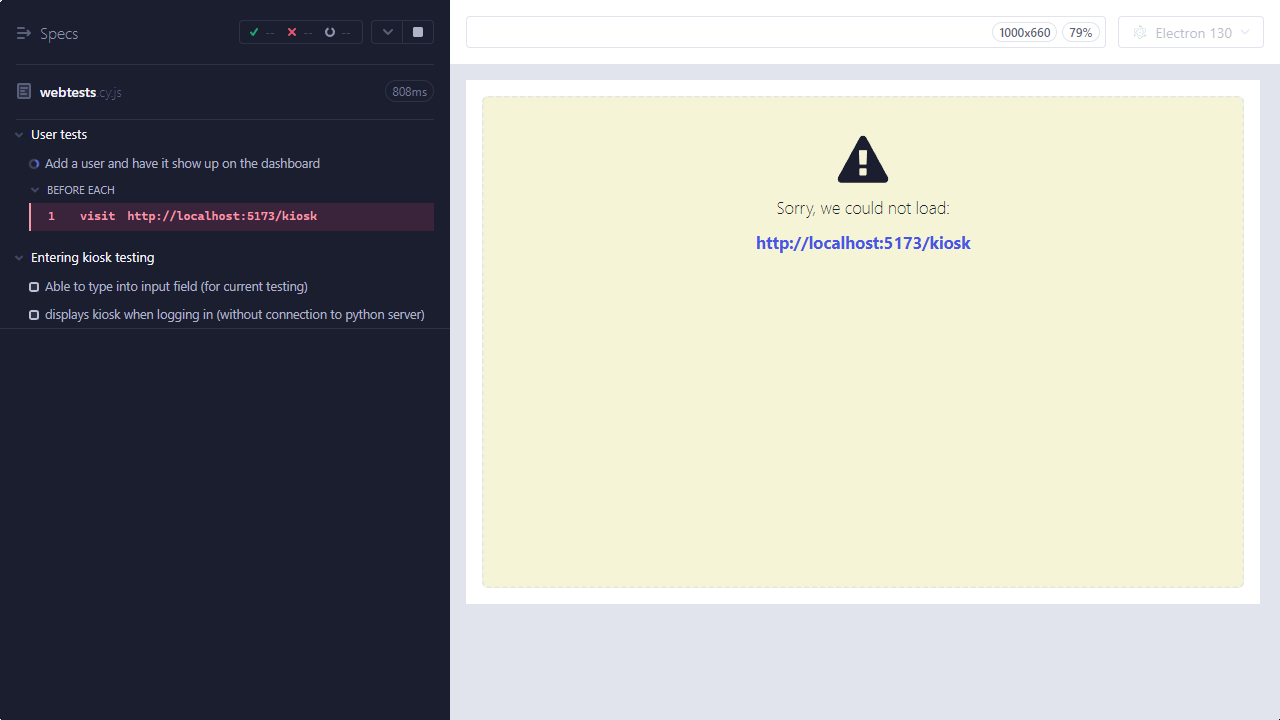 Specs
--
--
--
1000x660
79%
Electron 130
webtests.cy.js
808ms
User tests
Add a user and have it show up on the dashboard
BEFORE EACH
1 visit http://localhost:5173/kiosk
Entering kiosk testing
Able to type into input field (for current testing)
displays kiosk when logging in (without connection to python server)
Sorry, we could not load:
http://localhost:5173/kiosk